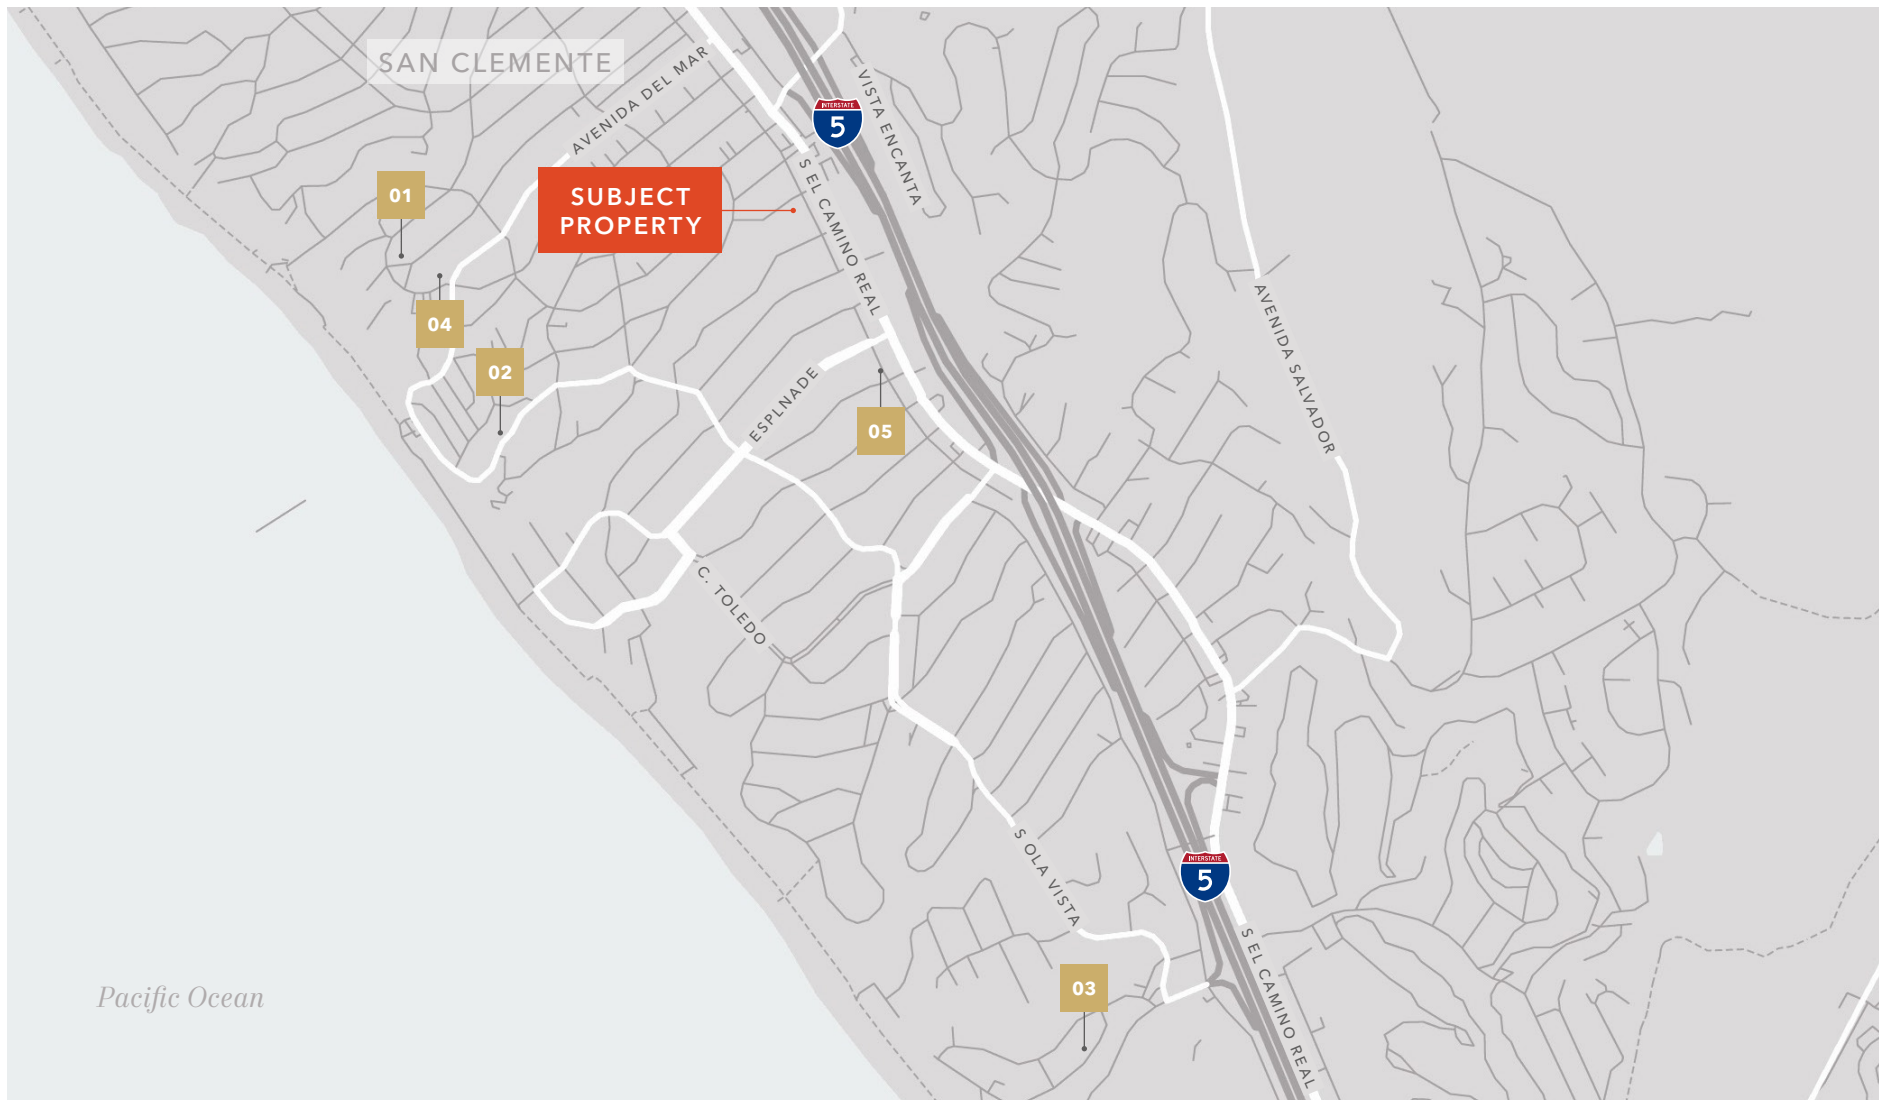 SAN CLEMENTE
AVENIDA DEL MAR
VISTA ENCANTA
INTERSTATE
5
01
SUBJECT
PROPERTY
S EL CAMINO REAL
04
02
ESPLNADE
05
AVENIDA SALVADOR
C. TOLEDO
S OLA VISTA
INTERSTATE
5
03
S EL CAMINO REAL
Pacific Ocean